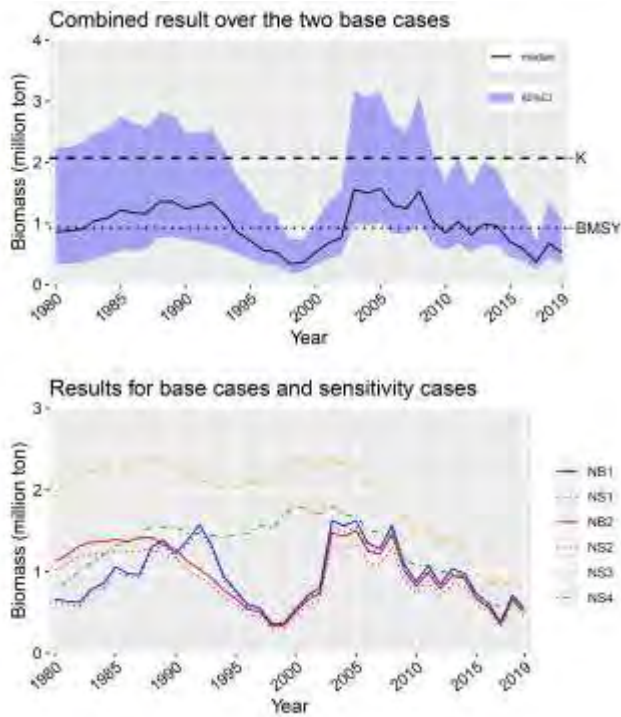 Combined result over the two base cases
Biomass (million ton)
4
3
2
1
0
median
K
BMSY
1980
1985
1990
1995
2000
2005
2010
2015
2019
Year
Results for base cases and sensitivity cases
Biomass (million ton)
3
2
1
0
NB1
NS1
NB2
NS2
NS3
NS4
1980
1985
1990
1995
2000
2005
2010
2015
2019
Year